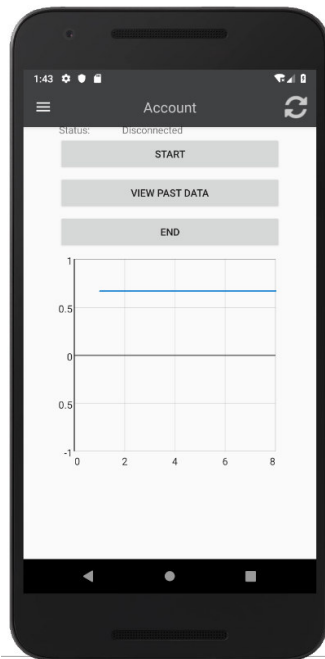 1:43
Account
Status: Disconnected
START
VIEW PAST DATA
END
1
0.5
0
0.5
-1
0 2 4 6 8